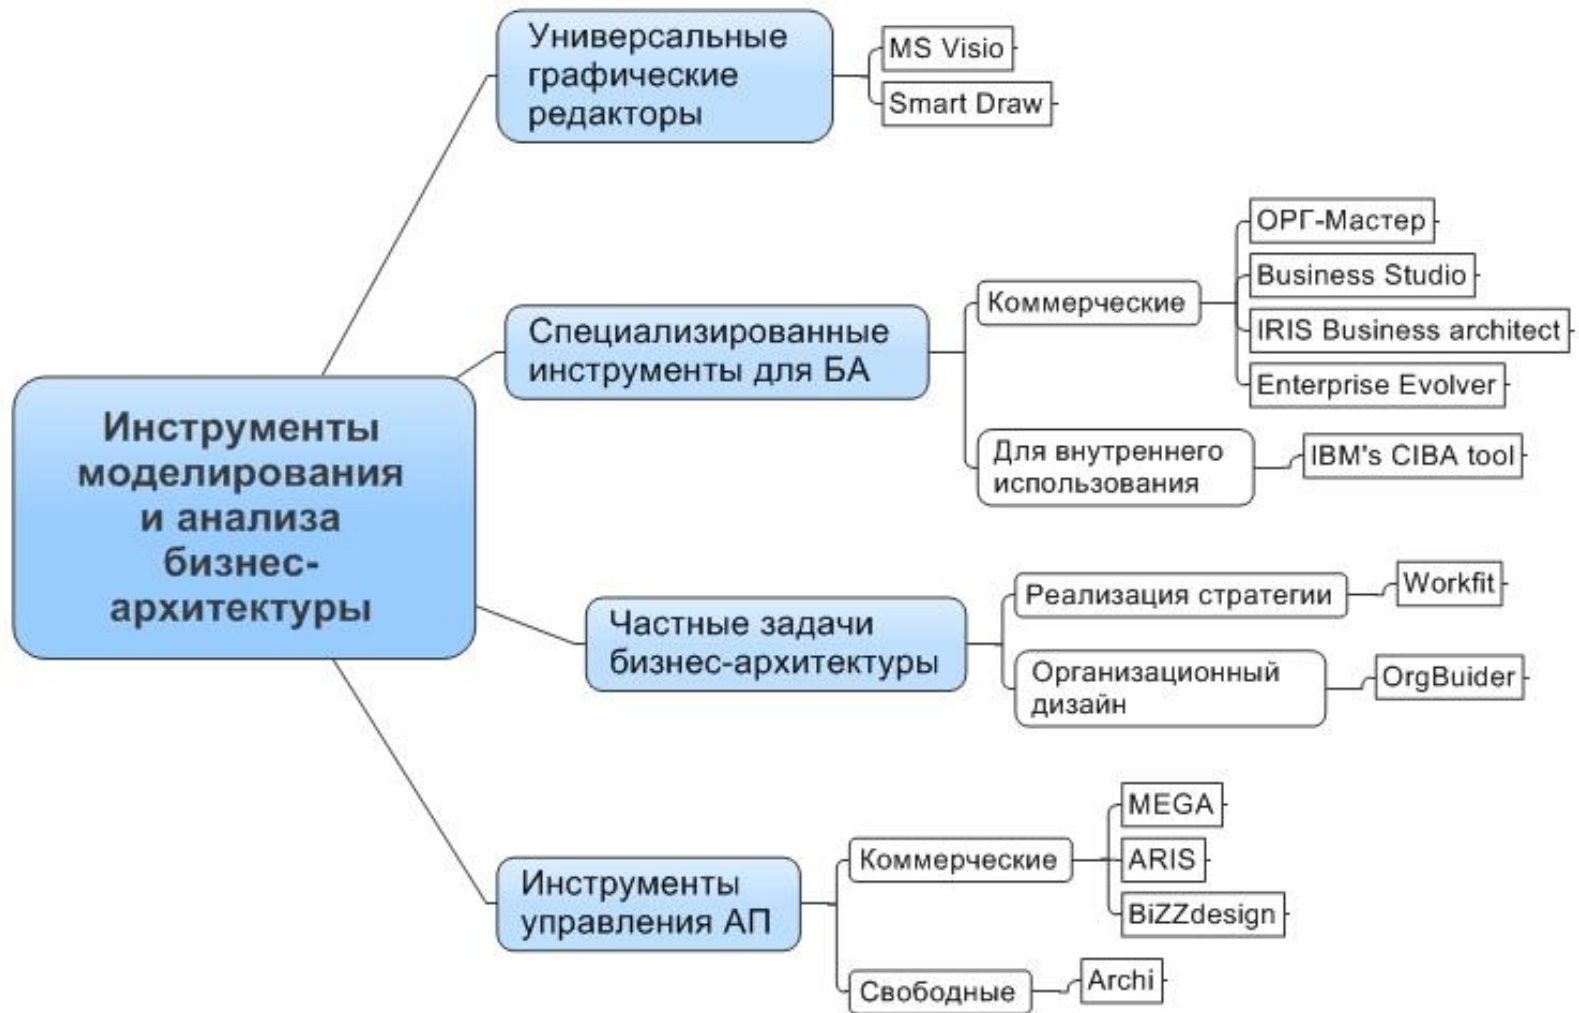 Инструменты
моделирования
и анализа
бизнес-
архитектуры
Универсальные
графические
редакторы
MS Visio
Smart Draw
Специализированные
инструменты для БА
Коммерческие
ОРГ-Мастер
Business Studio
IRIS Business architect
Enterprise Evolver
Для внутреннего
использования
IBM's CIBA tool
Частные задачи
бизнес-архитектуры
Реализация стратегии
Workfit
Организационный
дизайн
OrgBuider
Инструменты
управления АП
Коммерческие
MEGA
ARIS
BiZZdesign
Свободные
Archi